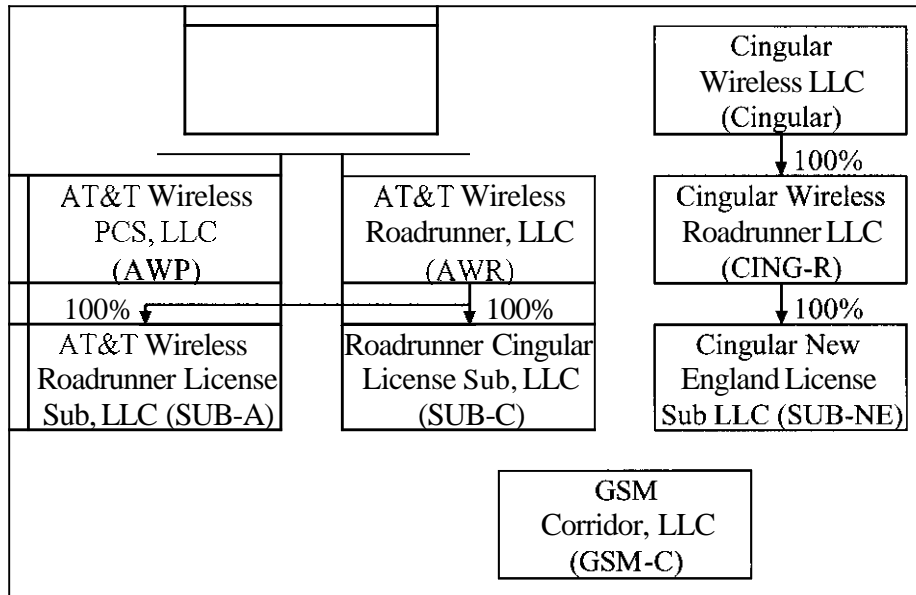 Cingular
Wireless LLC
(Cingular)
100%
AT&T Wireless
PCS, LLC
(AWP)
AT&T Wireless
Roadrunner, LLC
(AWR)
Cingular Wireless
Roadrunner LLC
(CING-R)
100%
100%
100%
AT&T Wireless
Roadrunner License
Sub, LLC (SUB-A)
Roadrunner Cingular
License Sub, LLC
(SUB-C)
Cingular New
England License
Sub LLC (SUB-NE)
GSM
Corridor, LLC
(GSM-C)